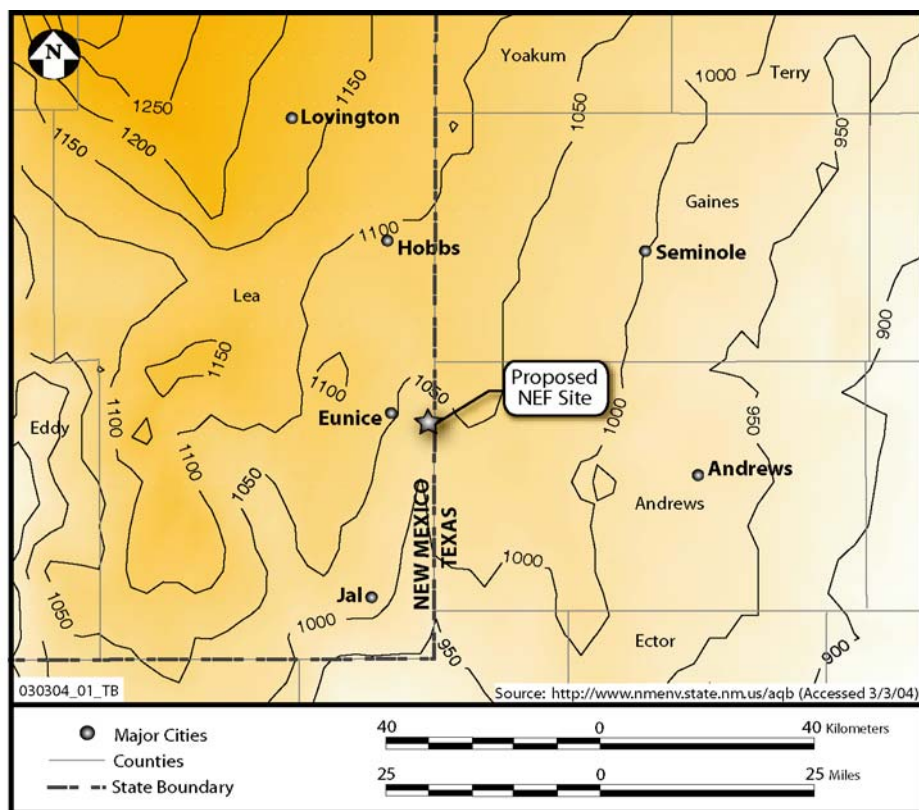 N
Yoakum
1000
Terry
1150
1050
950
1250
1200
Lovington
1150
Gaines
1100
Hobbs
Seminole
Lea
900
1150
1100
1050
Proposed
NEF Site
Eunice
Eddy
1100
1000
950
1100
Andrews
1050
Andrews
NEW MEXICO
TEXAS
1000
Jal
1050
1000
Ector
950
900
030304_01_TB
Source: http://www.nmenv.state.nm.us/aqb (Accessed 3/3/04)
Major Cities
Counties
State Boundary
40 0 40 Kilometers
25 0 25 Miles